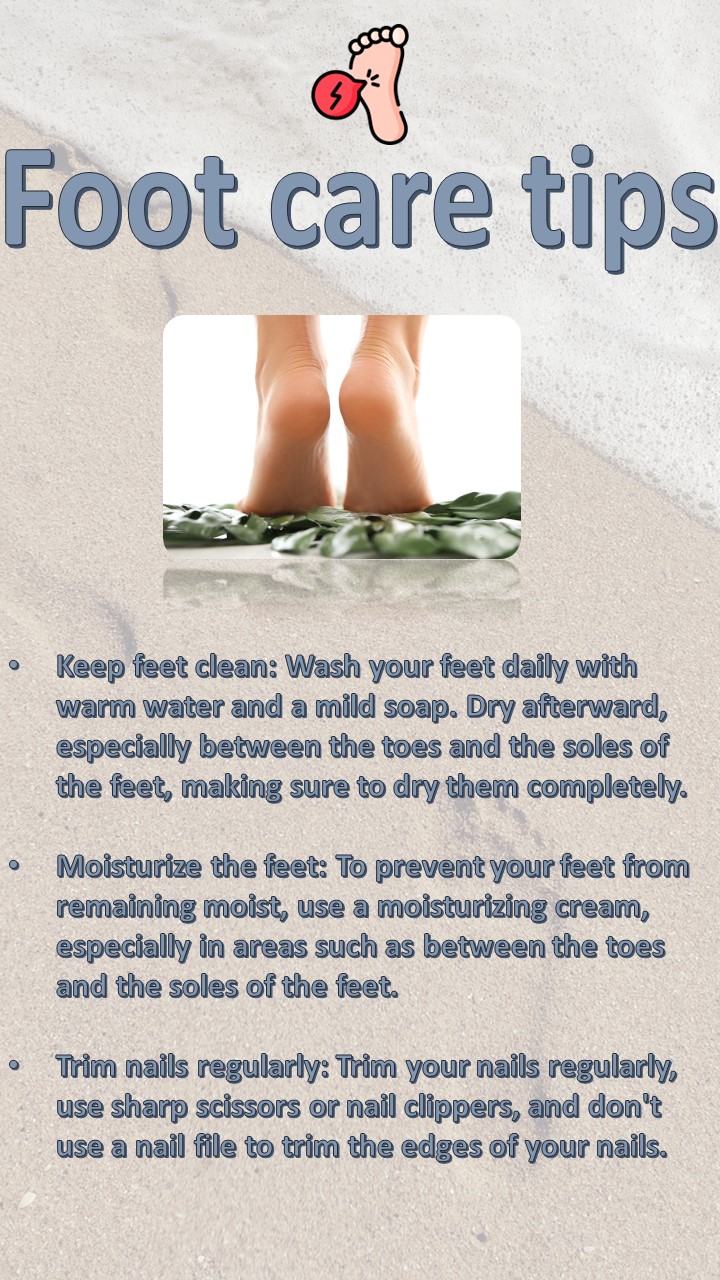 Foot care tips
• Keep feet clean: Wash your feet daily with
warm water and a mild soap. Dry afterward,
especially between the toes and the soles of
the feet, making sure to dry them completely.
• Moisturize the feet: To prevent your feet from
remaining moist, use a moisturizing cream,
especially in areas such as between the toes
and the soles of the feet.
• Trim nails regularly: Trim your nails regularly,
use sharp scissors or nail clippers, and don't
use a nail file to trim the edges of your nails.